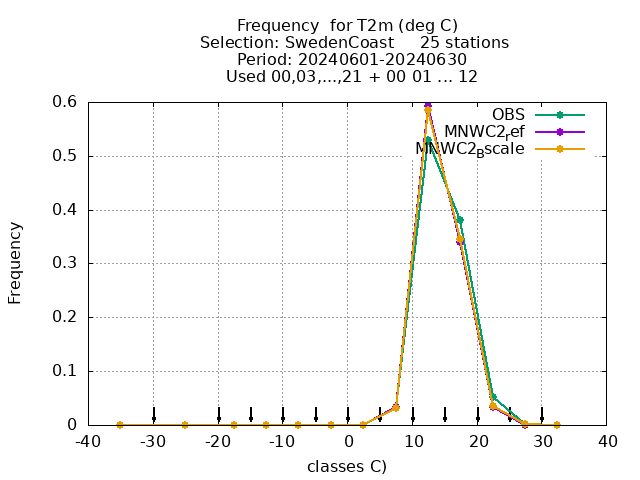 Frequency  for T2m (deg C)
Selection: SwedenCoast     25 stations
Period: 20240601-20240630
Used 00,03,...,21 + 00 01 ... 12
OBS
MNWC2_ref
MNWC2_Bscale
Frequency
0.6
0.5
0.4
0.3
0.2
0.1
0
-40 -30 -20 -10 0 10 20 30 40
classes C)